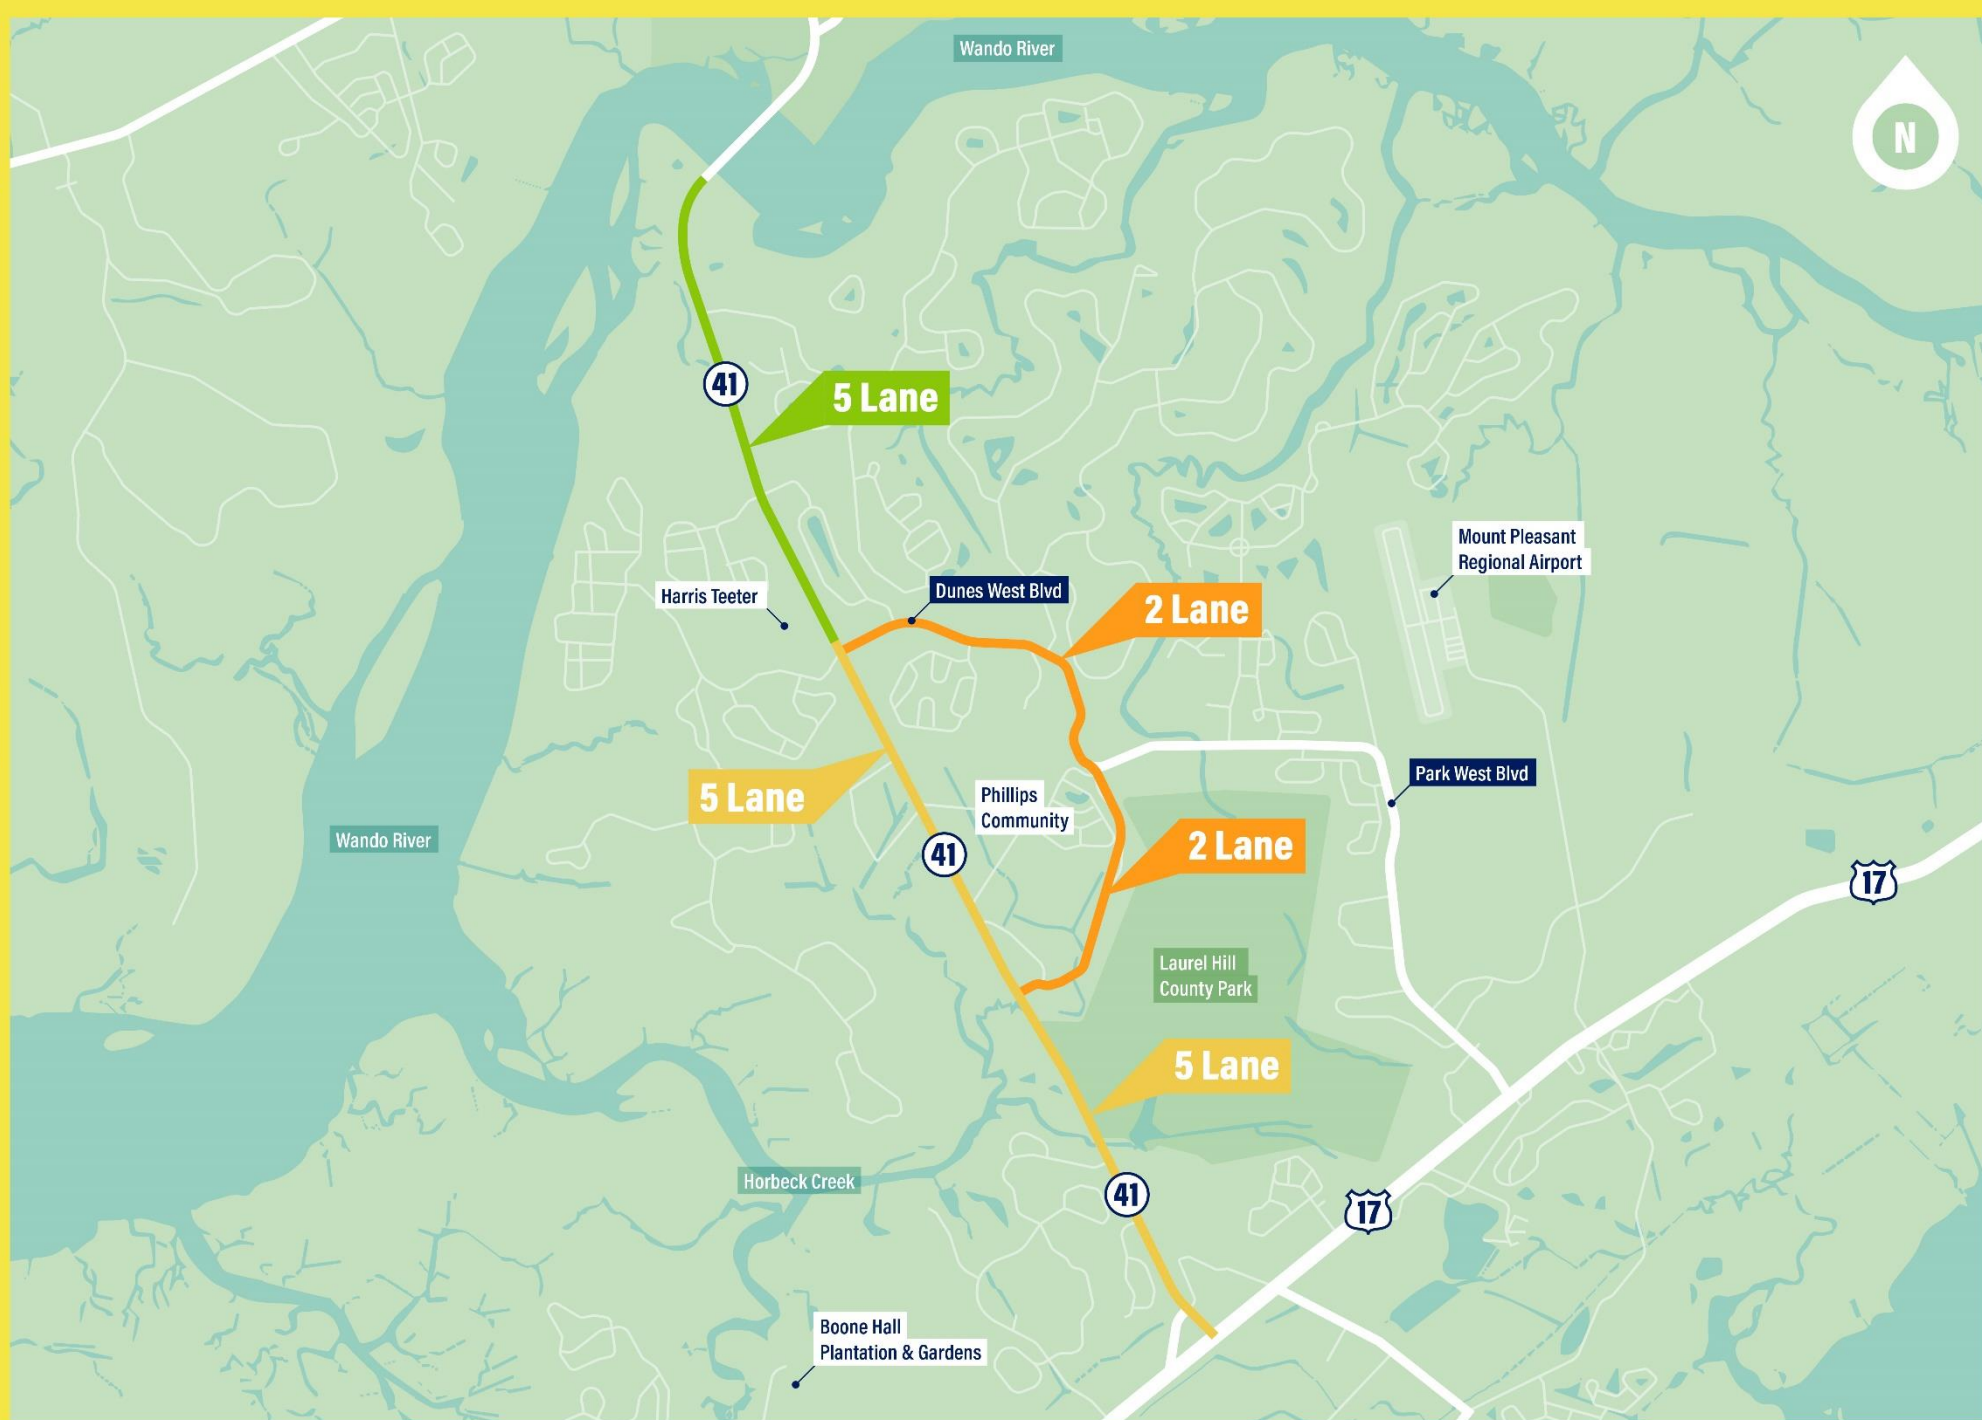 Wando River
N
41
5 Lane
Mount Pleasant
Regional Airport
Harris Teeter
Dunes West Blvd
2 Lane
5 Lane
Phillips
Community
Park West Blvd
Wando River
41
2 Lane
17
Laurel Hill
County Park
5 Lane
Horbeck Creek
41
17
Boone Hall
Plantation & Gardens